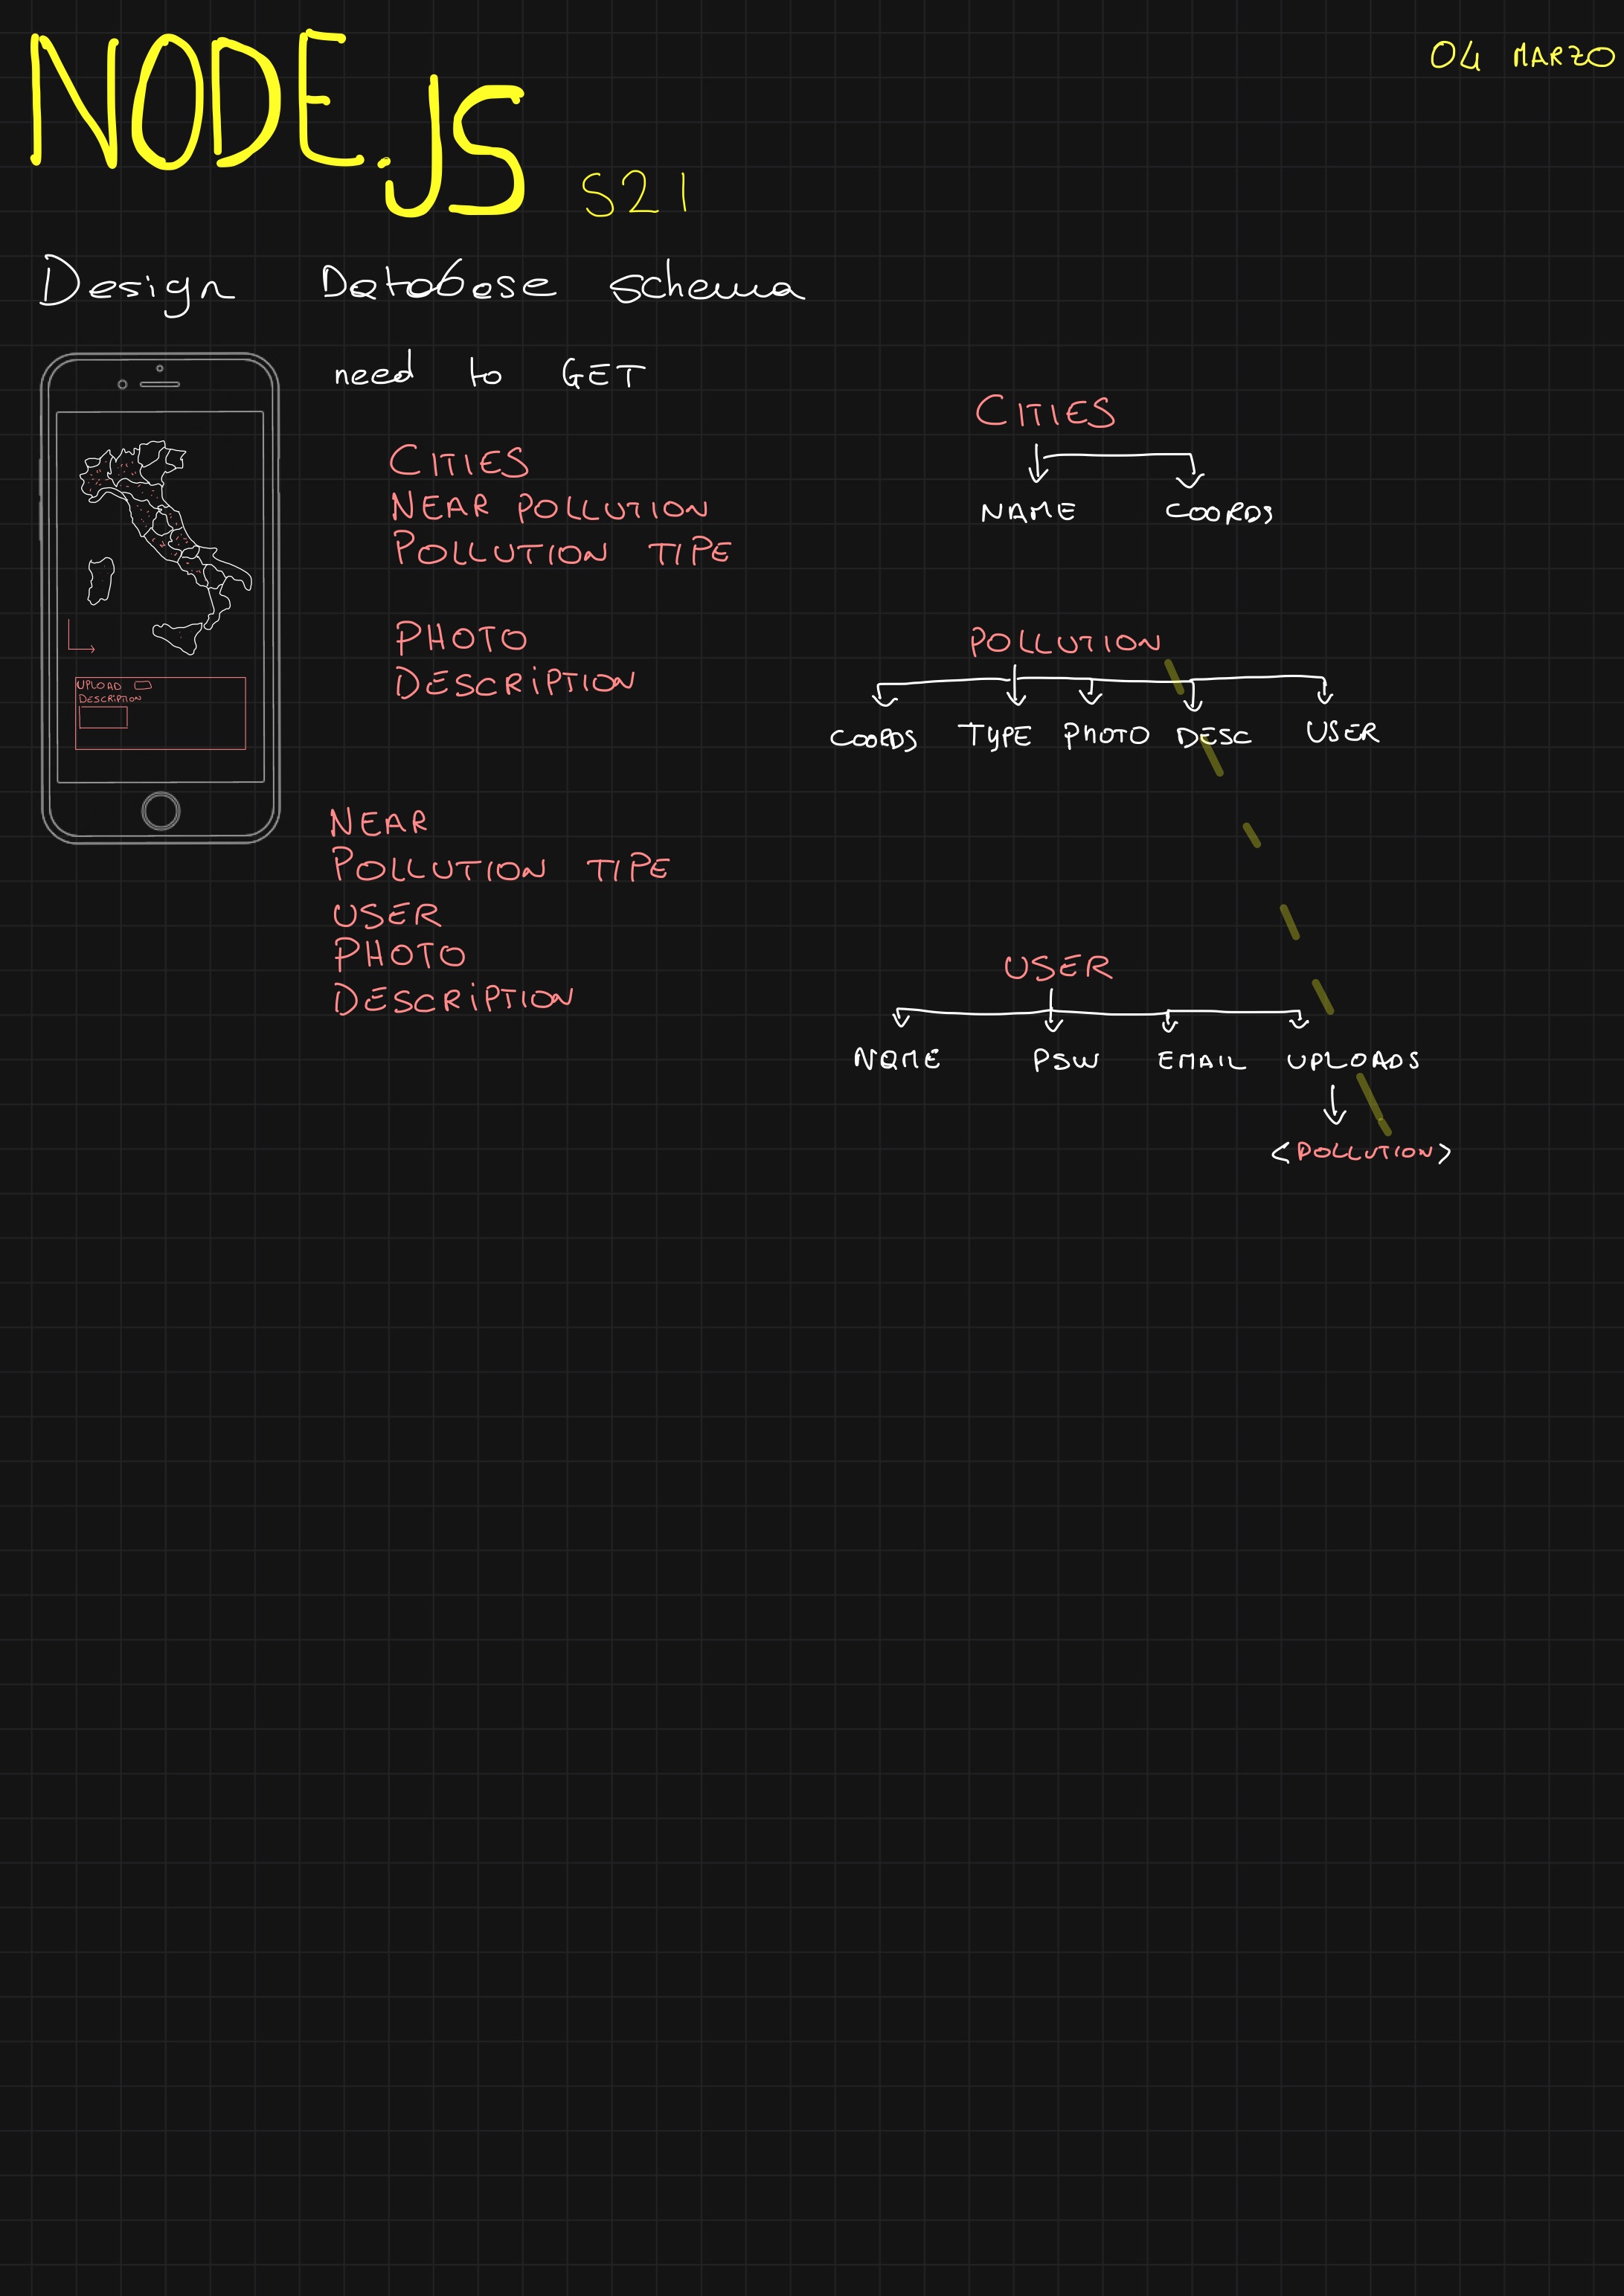 NODE.JS S21
04 MARZO
Design Database schema
need to GET
CITIES
NEAR POLLUTION
POLLUTION TIPE
PHOTO
DESCRIPTION
UPLOAD
DESCRIPTION
NEAR
POLLUTION TIPE
USER
PHOTO
DESCRIPTION
CITIES
NAME COORDS
POLLUTION
COORDS TYPE PHOTO DESC USER
USER
NAME PSW EMAIL UPLOADS
<POLLUTION>